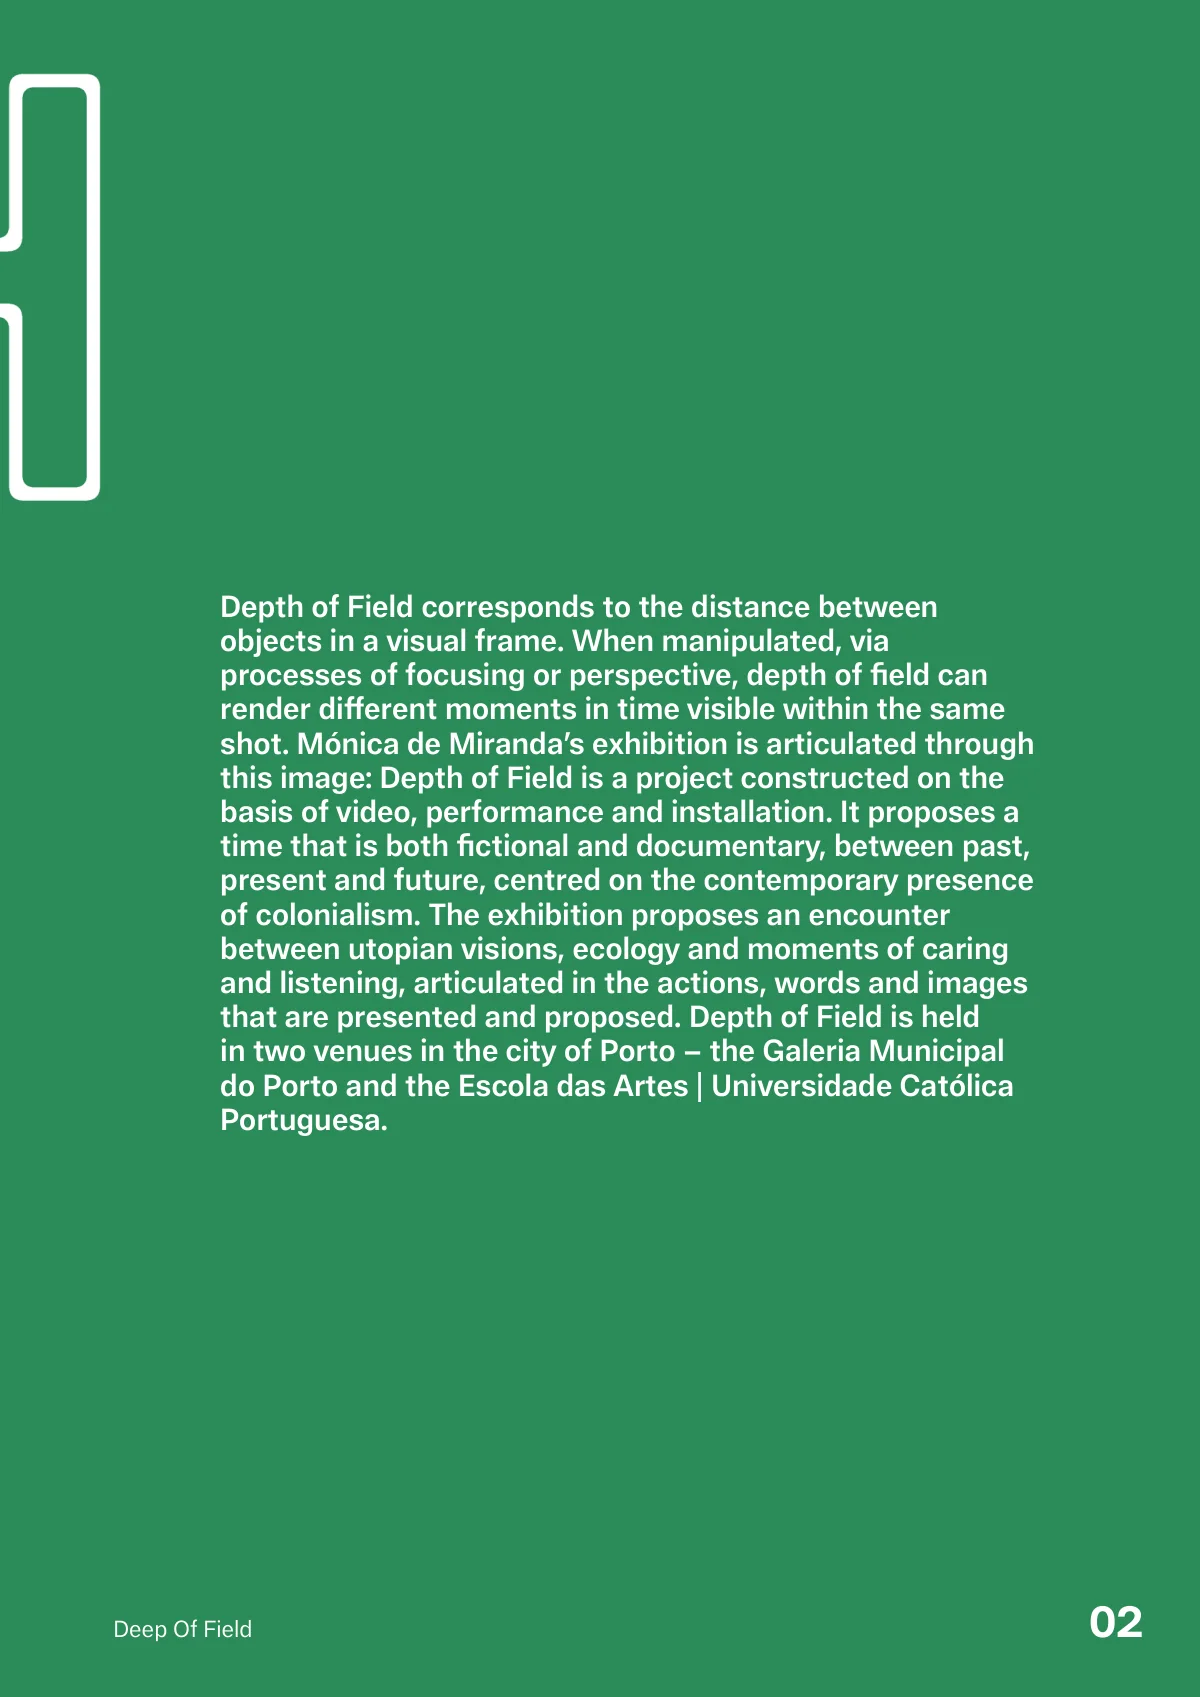 Depth of Field corresponds to the distance between
objects in a visual frame. When manipulated, via
processes of focusing or perspective, depth of field can
render different moments in time visible within the same
shot. Mónica de Miranda’s exhibition is articulated through
this image: Depth of Field is a project constructed on the
basis of video, performance and installation. It proposes a
time that is both fictional and documentary, between past,
present and future, centred on the contemporary presence
of colonialism. The exhibition proposes an encounter
between utopian visions, ecology and moments of caring
and listening, articulated in the actions, words and images
that are presented and proposed. Depth of Field is held
in two venues in the city of Porto – the Galeria Municipal
do Porto and the Escola das Artes | Universidade Católica
Portuguesa.
Deep Of Field
02